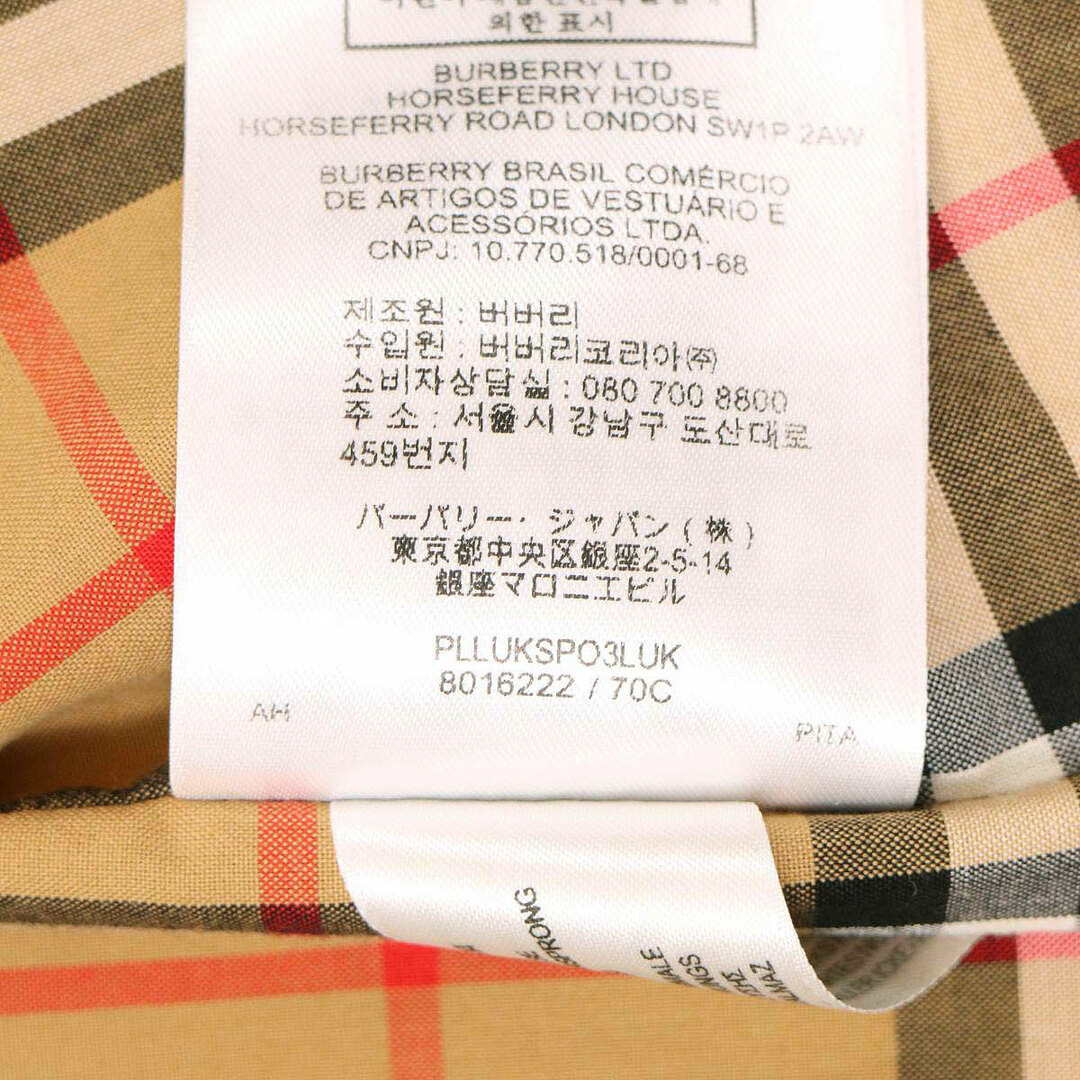 의한 표시
BURBERRY LTD
HORSEFERRY HOUSE
HORSEFERRY ROAD LONDON SW1P 2AW
BURBERRY BRASIL COMÉRCIO
DE ARTIGOS DE VESTUÁRIO E
ACESSÓRIOS LTDA.
CNPJ: 10.770.518/0001-68
제조원 : 버버리
수입원 : 버버리코리아(주)
소비자상담실 : 080 700 8800
주 소 : 서울시 강남구 도산대로
459번지
バーバリー・ジャパン(株)
東京都中央区銀座2-5-14
銀座マロニエビル
PLLUKSPO3LUK
8016222 / 70C
AH
PITA